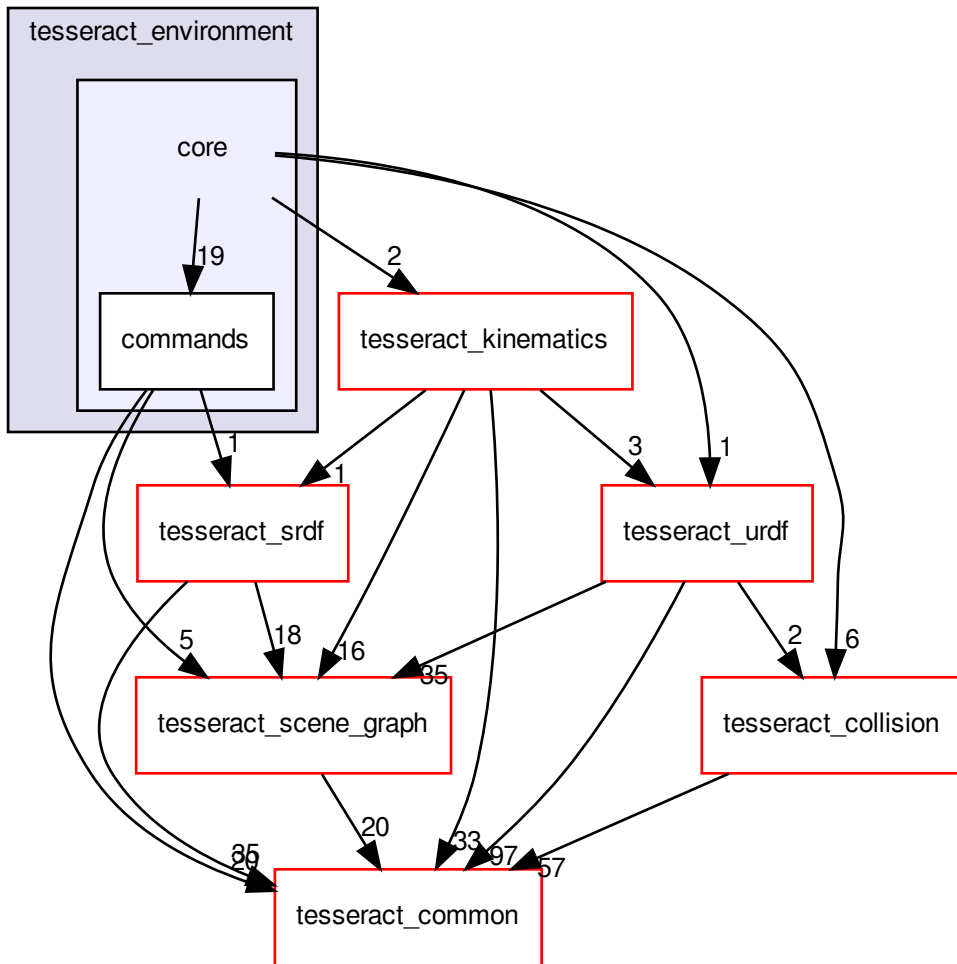 tesseract_environment
core
19
2
commands
tesseract_kinematics
1
1
3
1
tesseract_srdf
tesseract_urdf
5
18
16
35
2
6
tesseract_scene_graph
tesseract_collision
20
33
97
57
tesseract_common